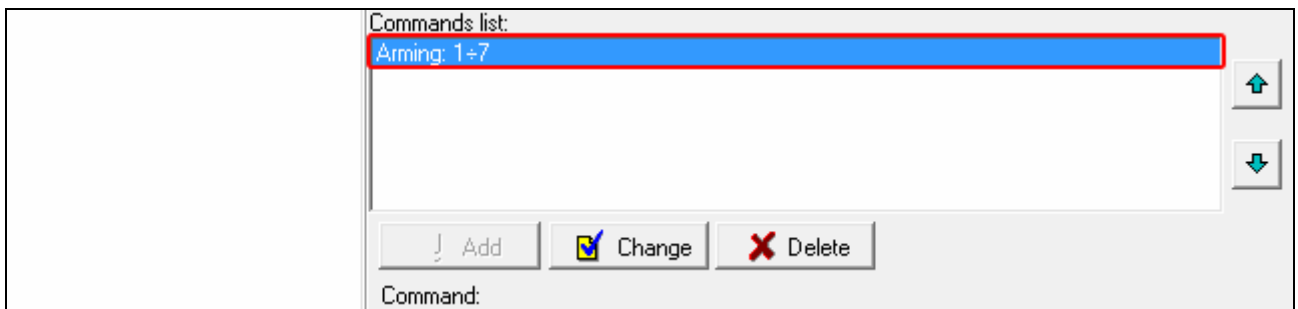 Commands list:
Arming: 1÷7
Add Change Delete
Command: